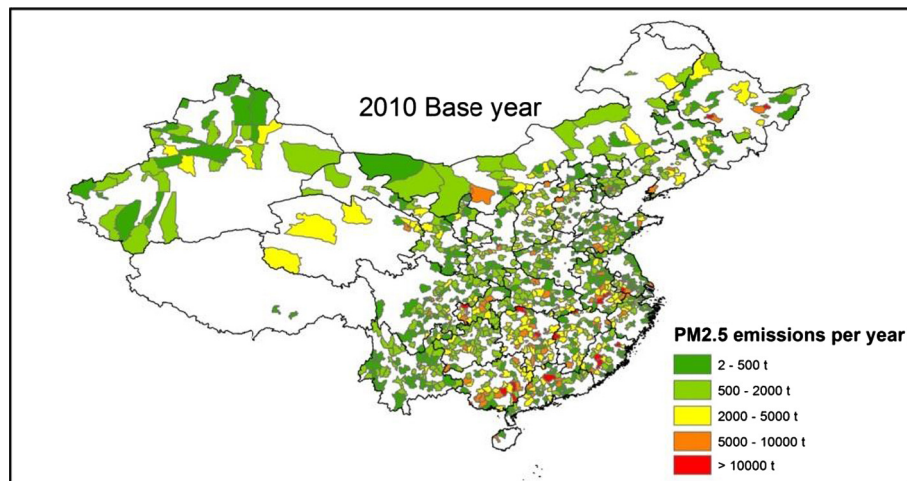 2010 Base year
PM2.5 emissions per year
2 - 500 t
500 - 2000 t
2000 - 5000 t
5000 - 10000 t
> 10000 t